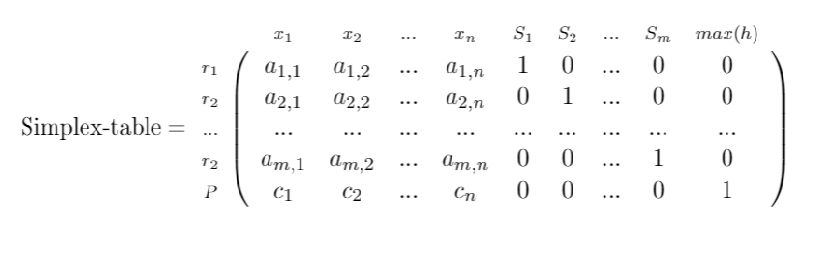 x₁ x₂ ... xₙ S₁ S₂ ... Sₘ max(h)
r₁ a₁,₁ a₁,₂ ... a₁,ₙ 1 0 ... 0 0
r₂ a₂,₁ a₂,₂ ... a₂,ₙ 0 1 ... 0 0
Simplex-table = ... ... ... ... ... ... ... ... ... ...
r₂ aₘ,₁ aₘ,₂ ... aₘ,ₙ 0 0 ... 1 0
P c₁ c₂ ... cₙ 0 0 ... 0 1